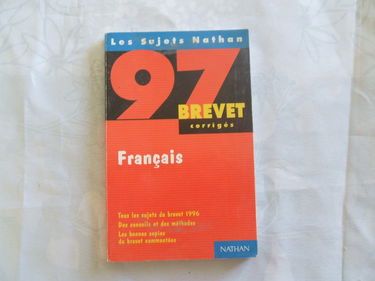 Les Sujets Nathan
97
BREVET
corrigés
Français
Tous les sujets du brevet 1996
Des conseils et des méthodes
Les bonnes copies
du brevet commentées
NATHAN